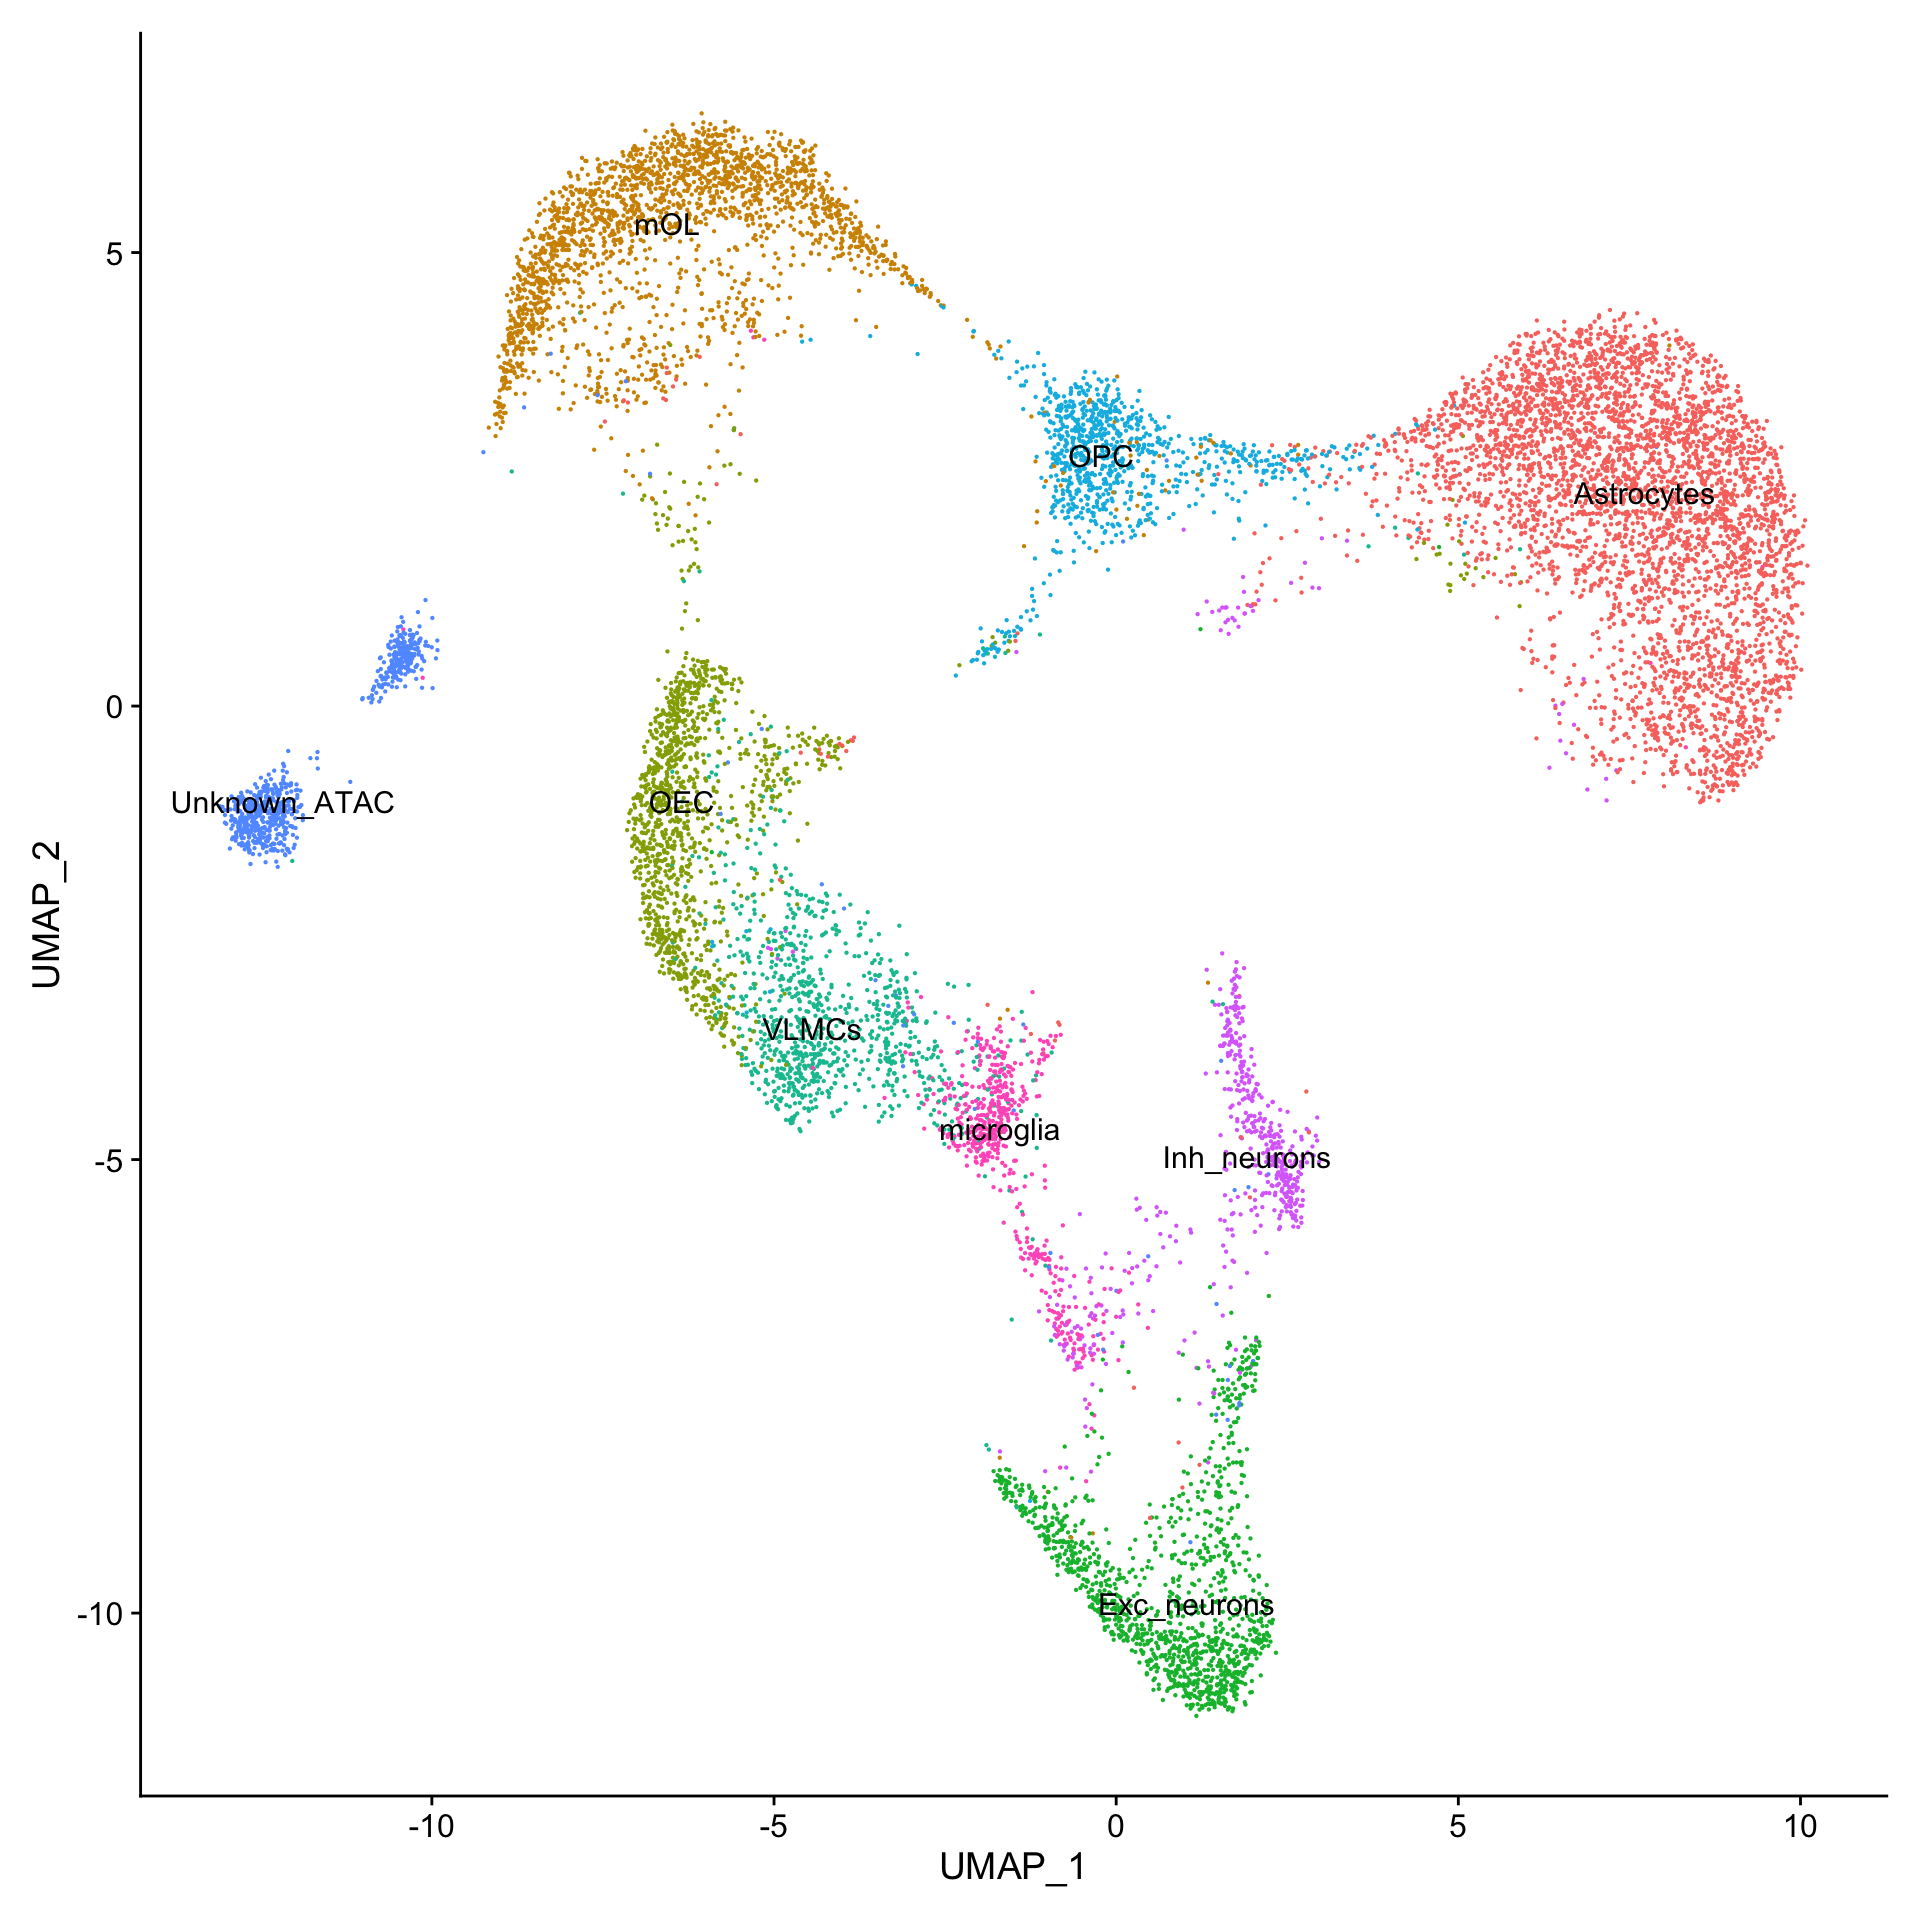 mOL
5
OPC
Astrocytes
0
Unknown_ATAC
OEC
UMAP_2
VLMCs
microglia
-5
Inh_neurons
Exc_neurons
-10
-10
-5
0
5
10
UMAP_1